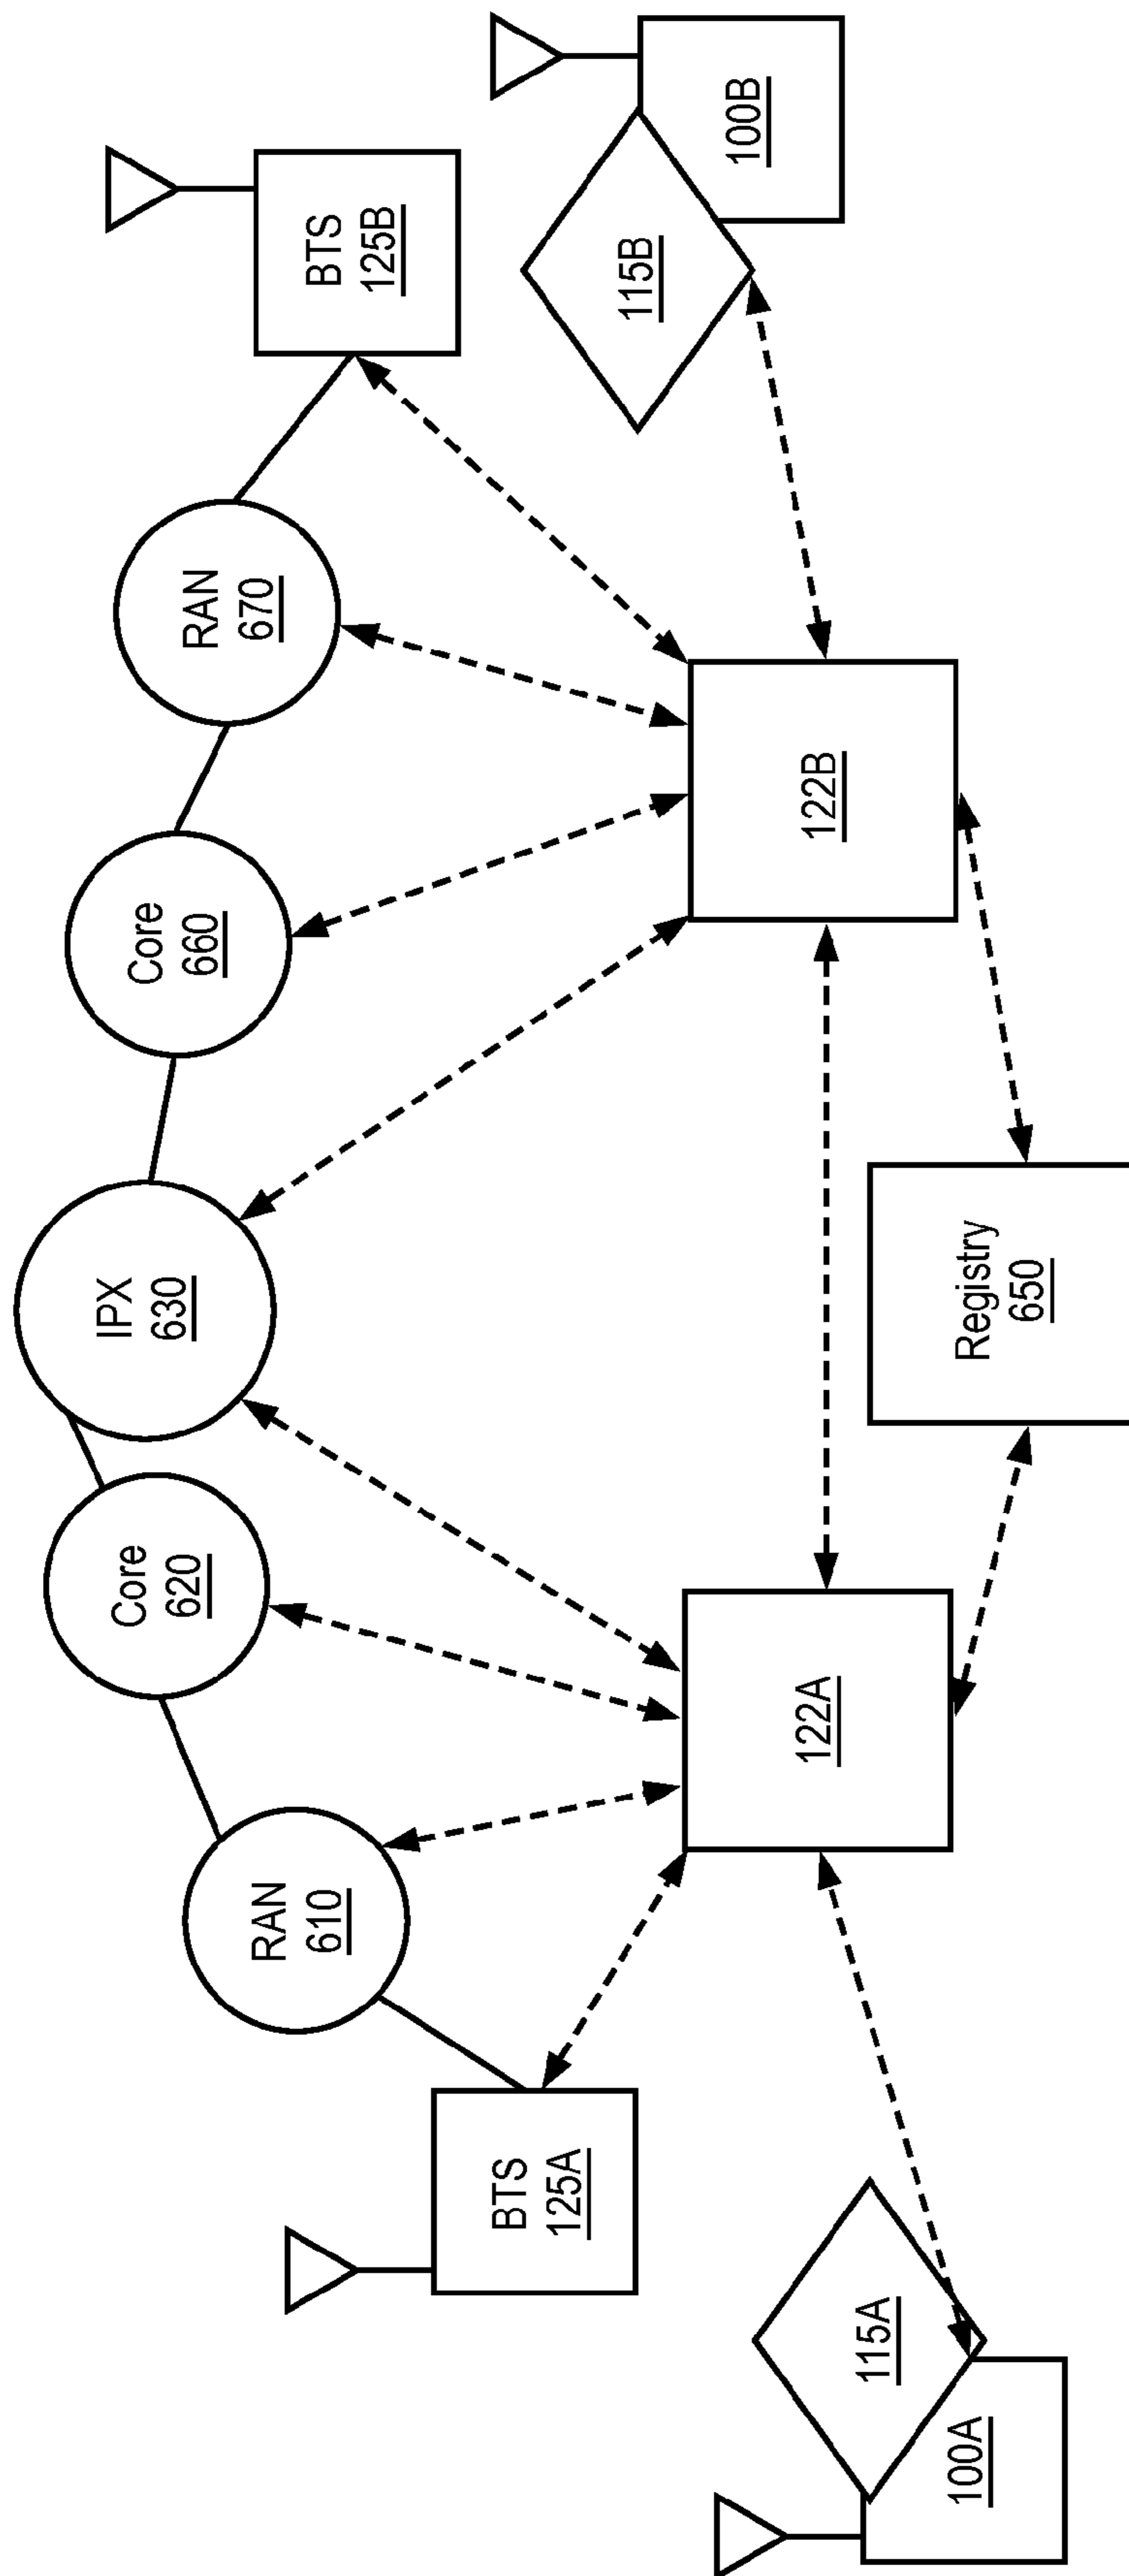 IPX
630
Core
620
Core
660
RAN
610
RAN
670
BTS
125A
BTS
125B
115A
100A
122A
122B
115B
100B
Registry
650